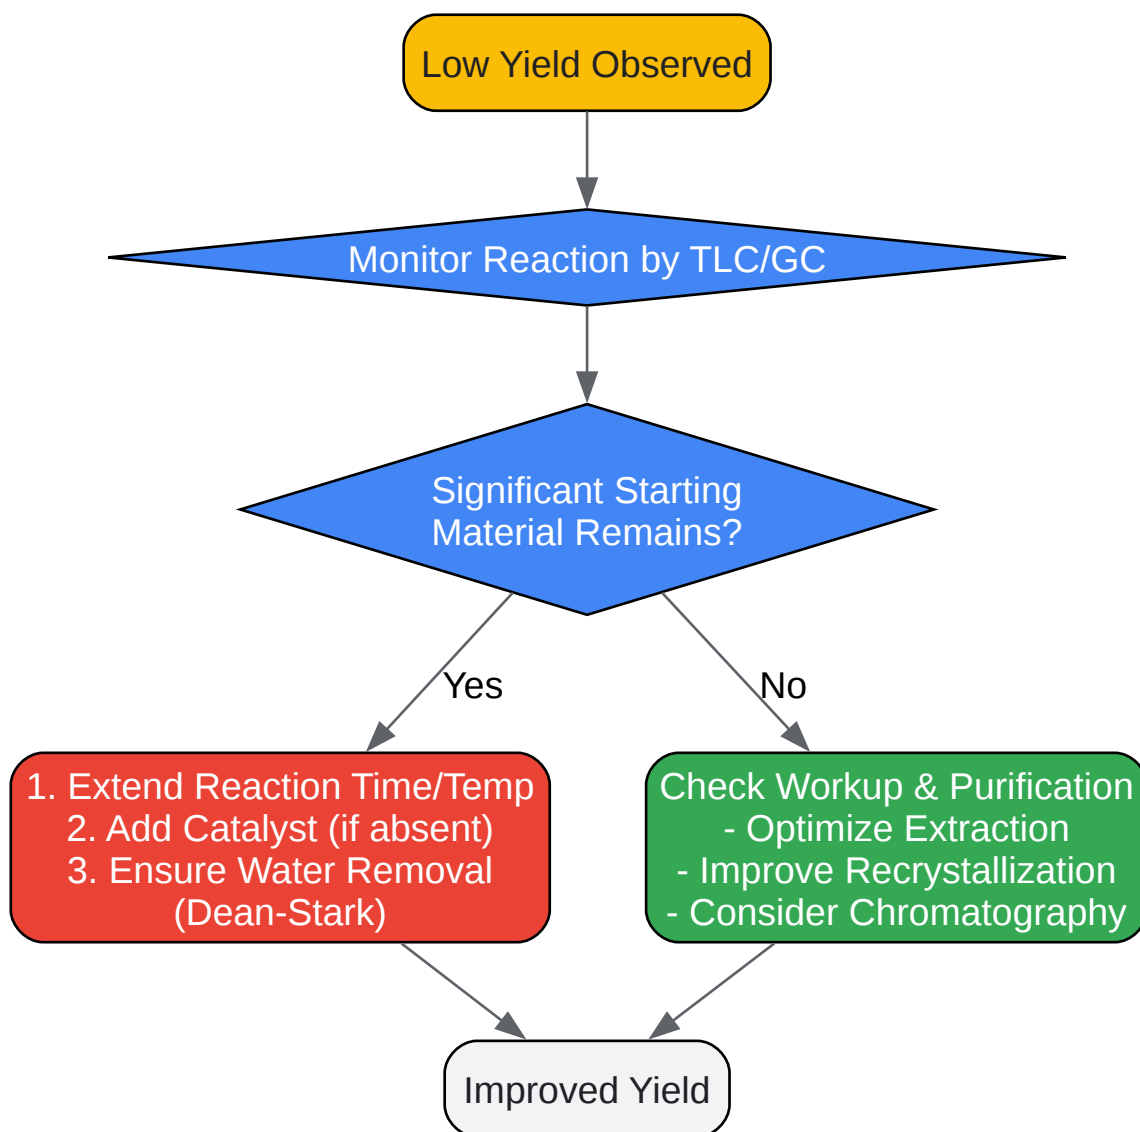 Low Yield Observed
Monitor Reaction by TLC/GC
Significant Starting
Material Remains?
Yes
No
1. Extend Reaction Time/Temp
2. Add Catalyst (if absent)
3. Ensure Water Removal
(Dean-Stark)
Check Workup & Purification
- Optimize Extraction
- Improve Recrystallization
- Consider Chromatography
Improved Yield